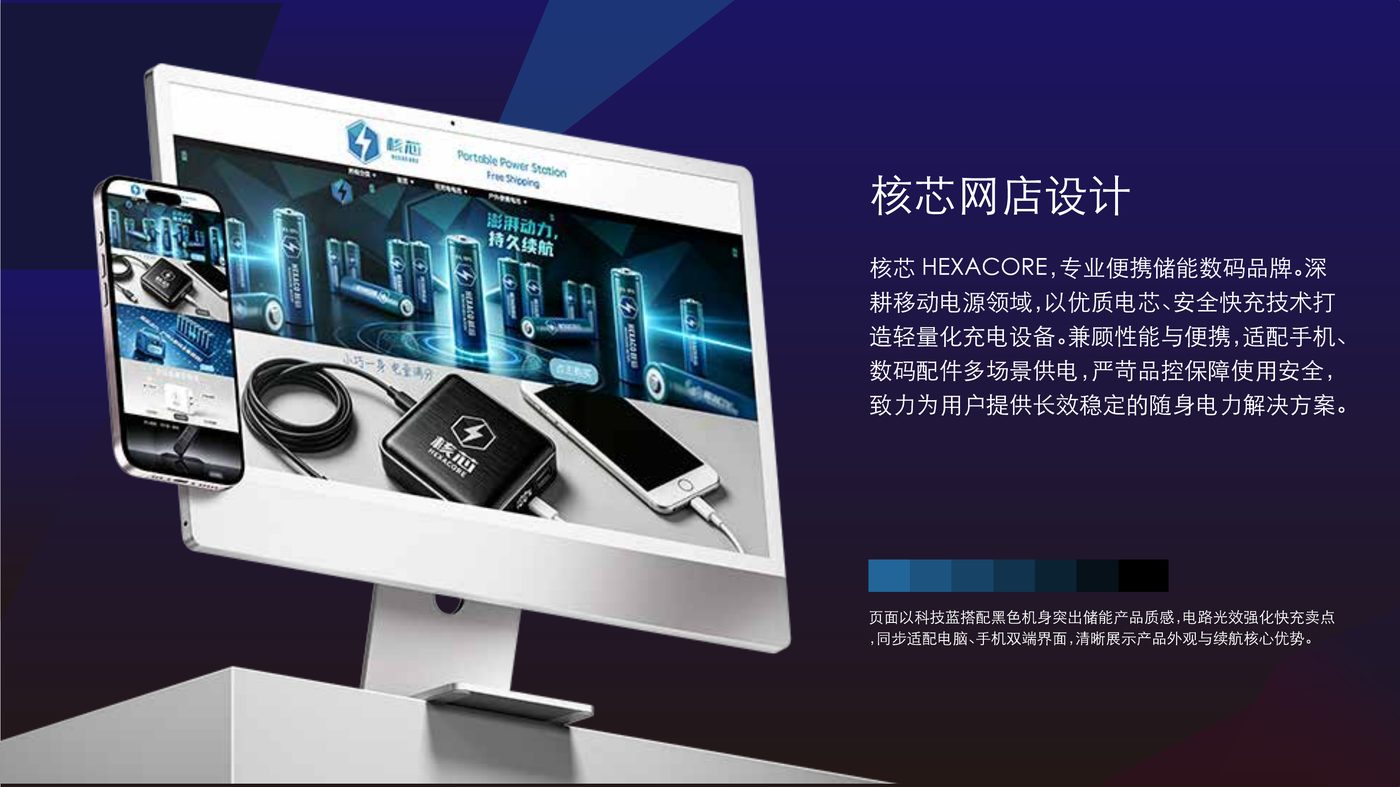 核芯
HEXACORE
Portable Power Station
Free Shipping
澎湃动力,
持久续航
小巧一身 电量满分
点击购买
核芯
HEXACORE
核芯网店设计
核芯 HEXACORE,专业便携储能数码品牌。深
耕移动电源领域,以优质电芯、安全快充技术打
造轻量化充电设备。兼顾性能与便携,适配手机、
数码配件多场景供电,严苛品控保障使用安全,
致力为用户提供长效稳定的随身电力解决方案。
页面以科技蓝搭配黑色机身突出储能产品质感,电路光效强化快充卖点
,同步适配电脑、手机双端界面,清晰展示产品外观与续航核心优势。